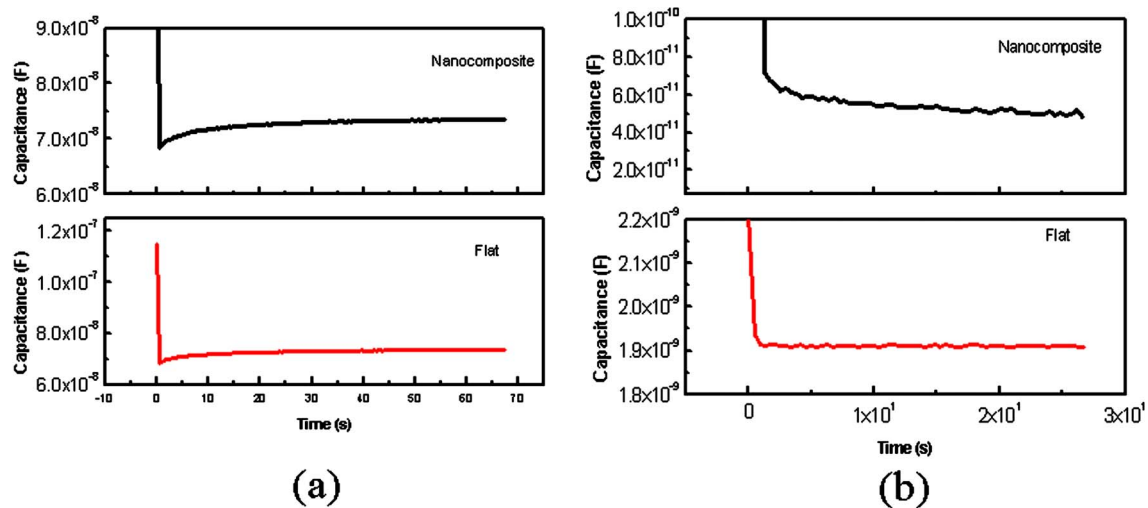 9.0x10⁻⁸
8.0x10⁻⁸
7.0x10⁻⁸
6.0x10⁻⁸
Capacitance (F)
Nanocomposite
1.2x10⁻⁷
1.0x10⁻⁷
8.0x10⁻⁸
6.0x10⁻⁸
Capacitance (F)
Flat
-10 0 10 20 30 40 50 60 70
Time (s)
(a)
1.0x10⁻¹⁰
8.0x10⁻¹¹
6.0x10⁻¹¹
4.0x10⁻¹¹
2.0x10⁻¹¹
Capacitance (F)
Nanocomposite
2.2x10⁻⁹
2.1x10⁻⁹
2.0x10⁻⁹
1.9x10⁻⁹
1.8x10⁻⁹
Capacitance (F)
Flat
0 1x10¹ 2x10¹ 3x10¹
Time (s)
(b)